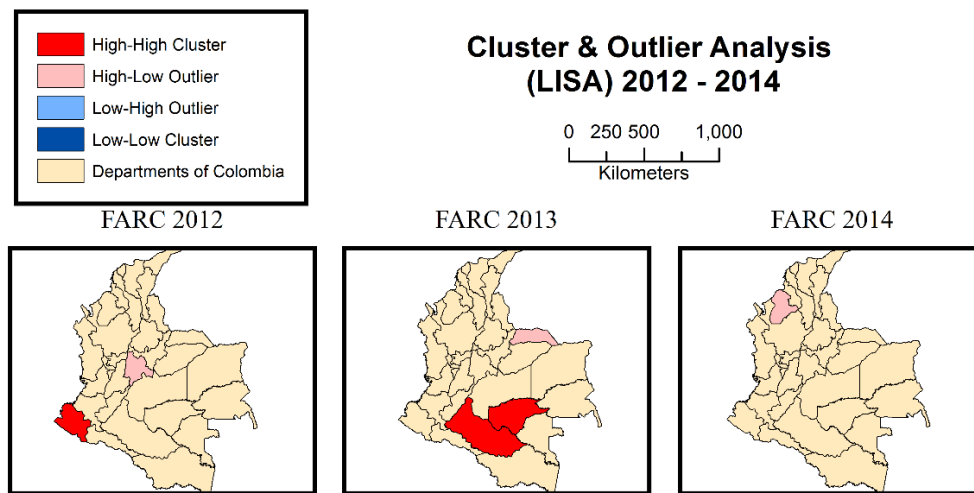 High-High Cluster
High-Low Outlier
Low-High Outlier
Low-Low Cluster
Departments of Colombia
Cluster & Outlier Analysis
(LISA) 2012 - 2014
0 250 500 1,000
Kilometers
FARC 2012
FARC 2013
FARC 2014